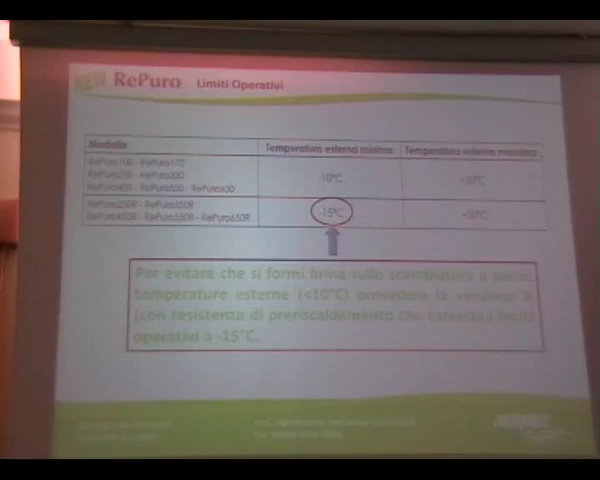 NEW RePuro Limiti Operativi
Modello Temperatura esterna minima Temperatura esterna massima
RePuro100 - RePuro170
RePuro250 - RePuro350
RePuro450 - RePuro550 - RePuro650
-10°C +50°C
RePuro250R - RePuro350R
RePuro450R - RePuro550R - RePuro650R
-15°C
Per evitare che si formi brina sullo scambiatore a basse
temperature esterne (<10°C) prevedere la versione R
(con resistenza di preriscaldamento che estende i limiti
operativi a -15°C.